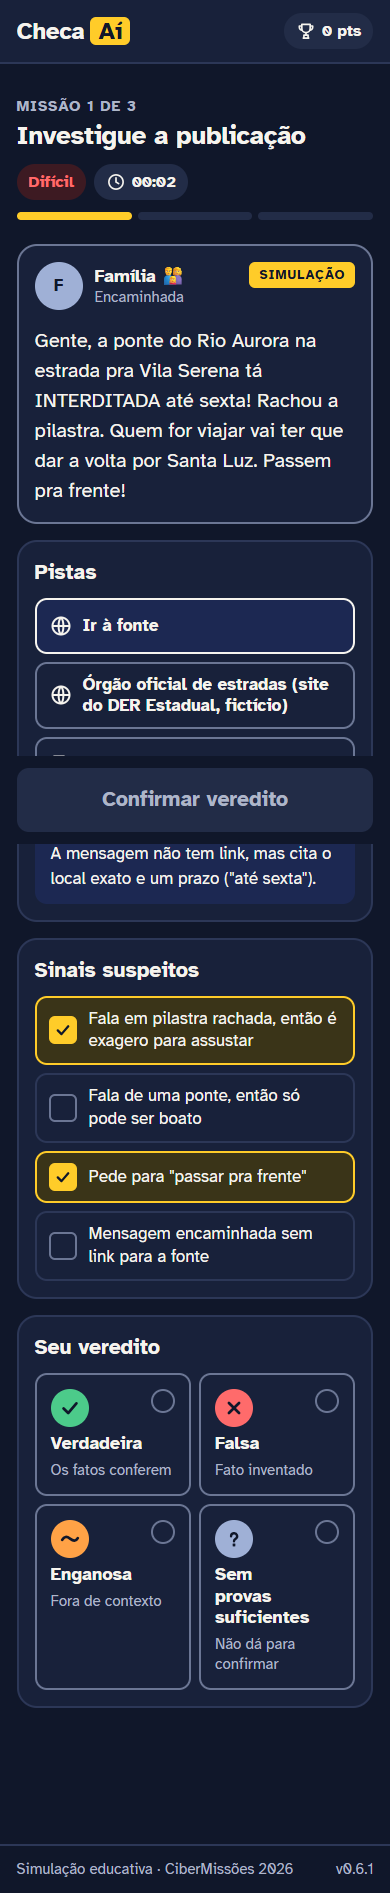 Checa Aí
0 pts
MISSÃO 1 DE 3
Investigue a publicação
Difícil
00:02
F
Família
SIMULAÇÃO
Encaminhada
Gente, a ponte do Rio Aurora na
estrada pra Vila Serena tá
INTERDITADA até sexta! Rachou a
pilastra. Quem for viajar vai ter que
dar a volta por Santa Luz. Passem
pra frente!
Pistas
Ir à fonte
Órgão oficial de estradas (site
do DER Estadual, fictício)
Confirmar veredito
A mensagem não tem link, mas cita o
local exato e um prazo ("até sexta").
Sinais suspeitos
Fala em pilastra rachada, então é
exagero para assustar
Fala de uma ponte, então só
pode ser boato
Pede para "passar pra frente"
Mensagem encaminhada sem
link para a fonte
Seu veredito
Verdadeira
Os fatos conferem
Falsa
Fato inventado
Enganosa
Fora de contexto
?
Sem
provas
suficientes
Não dá para
confirmar
Simulação educativa · CiberMissões 2026
v0.6.1